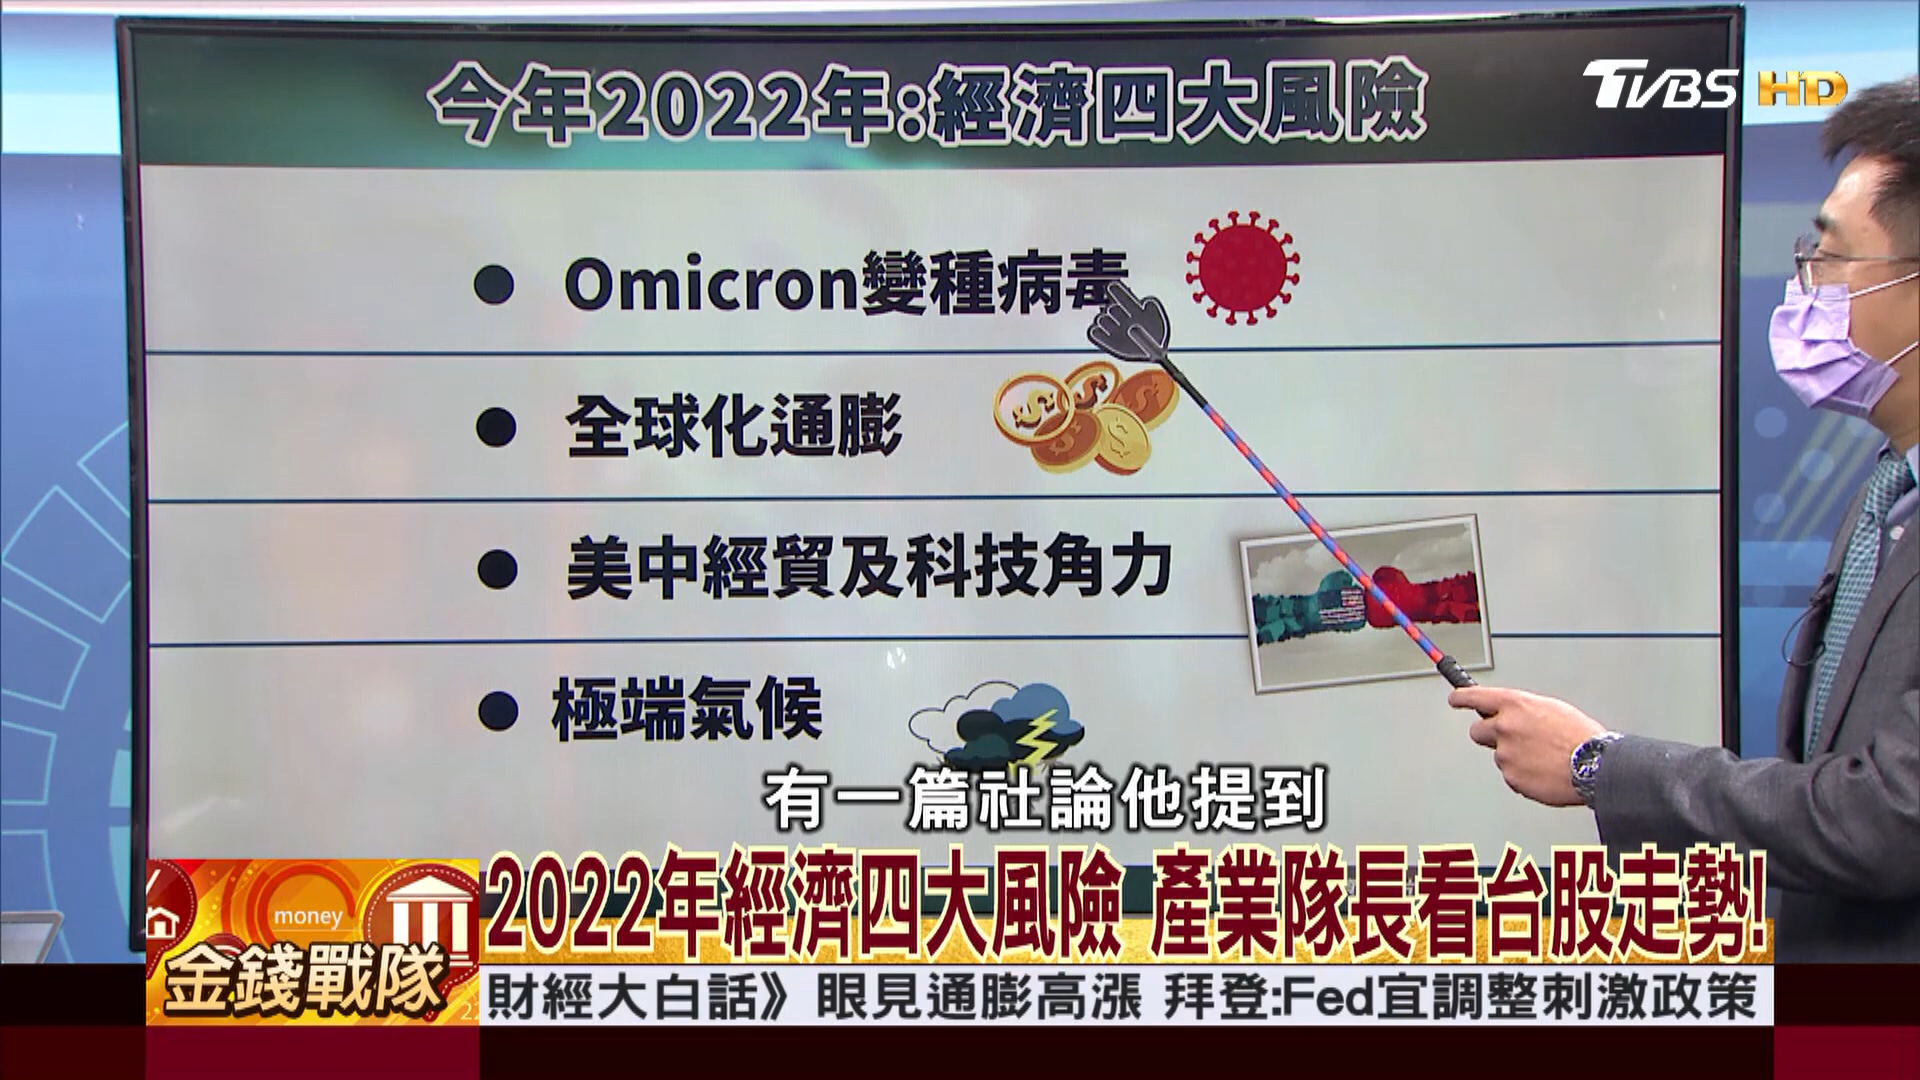 今年2022年:經濟四大風險
TVBS HD
● Omicron變種病毒
● 全球化通膨
● 美中經貿及科技角力
● 極端氣候
有一篇社論他提到
2022年經濟四大風險 產業隊長看台股走勢!
money
金錢戰隊
財經大白話》眼見通膨高漲 拜登:Fed宜調整刺激政策